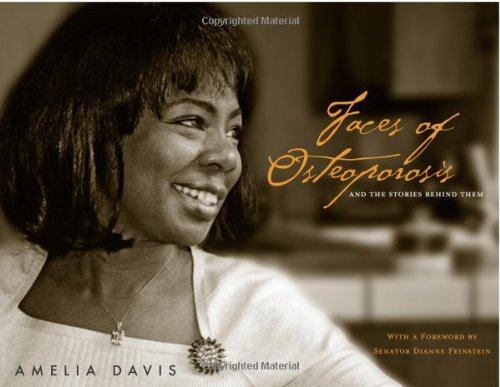 Copyrighted Material
Faces of
Osteoporosis
AND THE STORIES BEHIND THEM
WITH A FOREWORD BY
SENATOR DIANNE FEINSTEIN
AMELIA DAVIS
Copyrighted Material